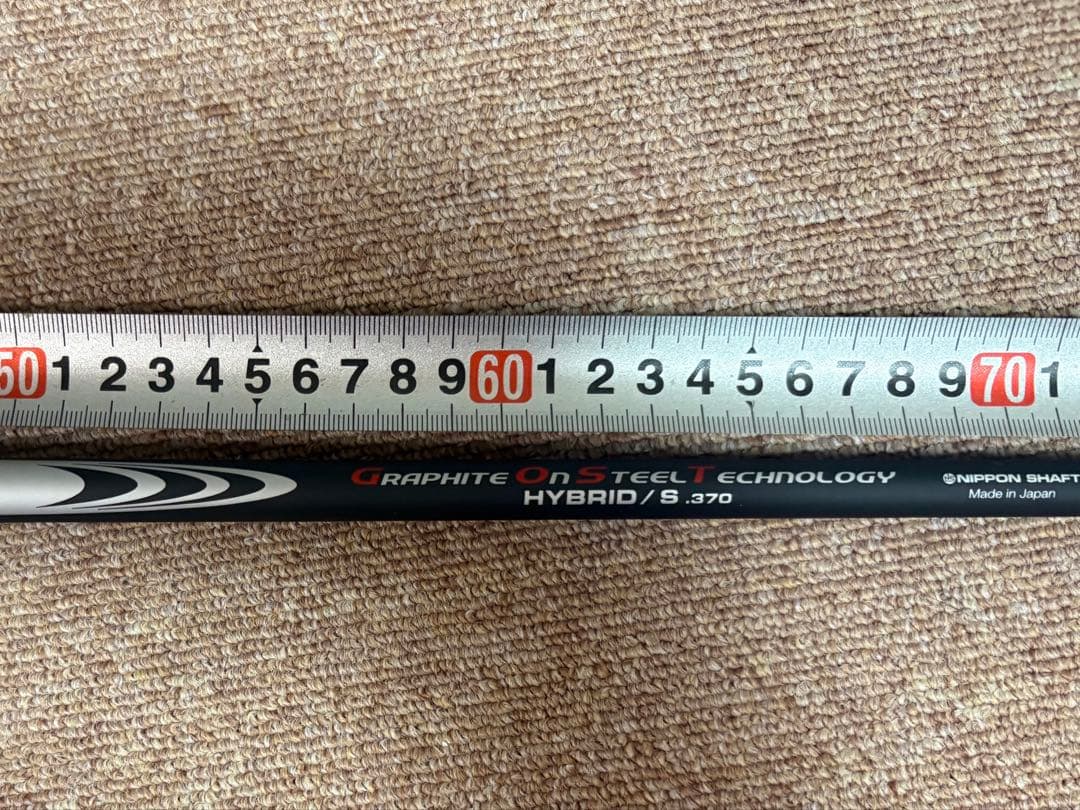 50 1 2 3 4 5 6 7 8 9 60 1 2 3 4 5 6 7 8 9 70 1
GRAPHITE ON STEEL TECHNOLOGY
HYBRID/S .370
NIPPON SHAFT
Made in Japan